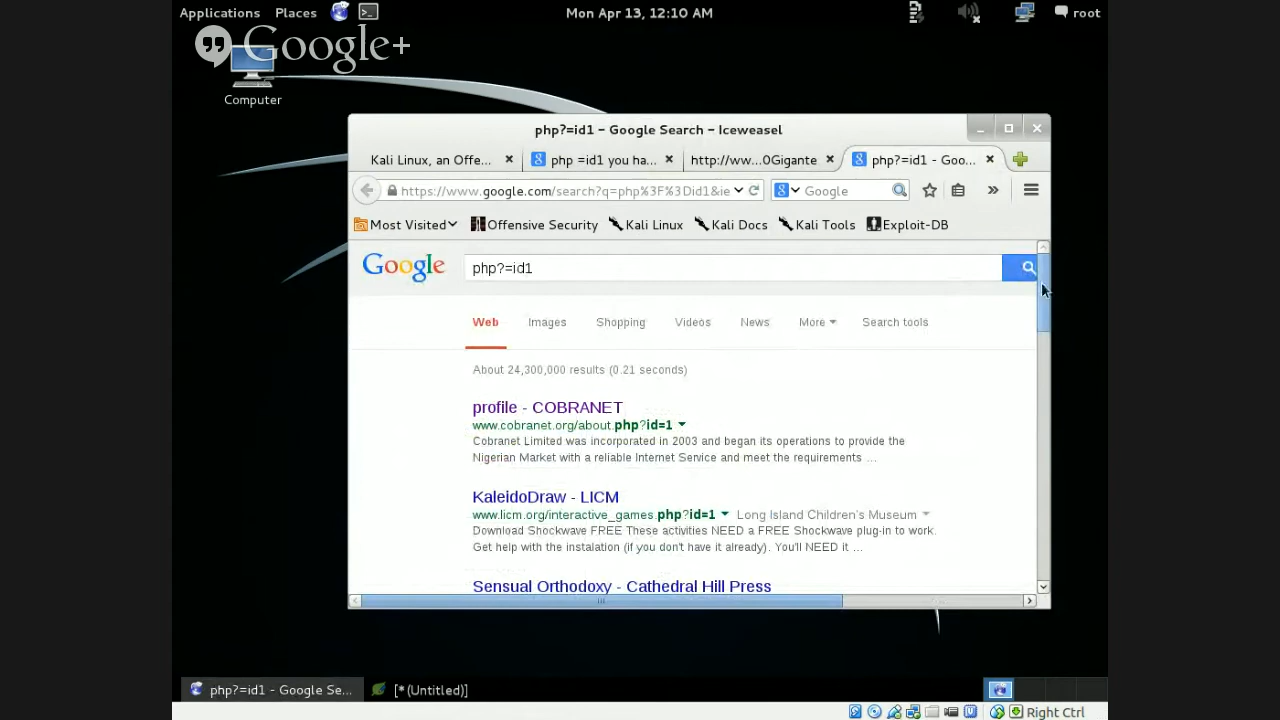 Applications Places Mon Apr 13, 12:10 AM root
Google+
Computer
php?=id1 - Google Search - Iceweasel
Kali Linux, an Offe... php =id1 you ha... http://ww...0Gigante php?=id1 - Goo...
https://www.google.com/search?q=php%3F%3Did1&ie Google
Most Visited Offensive Security Kali Linux Kali Docs Kali Tools Exploit-DB
Google php?=id1
Web Images Shopping Videos News More Search tools
About 24,300,000 results (0.21 seconds)
profile - COBRANET
www.cobranet.org/about.php?id=1
Cobranet Limited was incorporated in 2003 and began its operations to provide the
Nigerian Market with a reliable Internet Service and meet the requirements ...
KaleidoDraw - LICM
www.licm.org/interactive_games.php?id=1 Long Island Children's Museum
Download Shockwave FREE These activities NEED a FREE Shockwave plug-in to work.
Get help with the instalation (if you don't have it already). You'll NEED it ...
Sensual Orthodoxy - Cathedral Hill Press
php?=id1 - Google Se... [*(Untitled)]
Right Ctrl